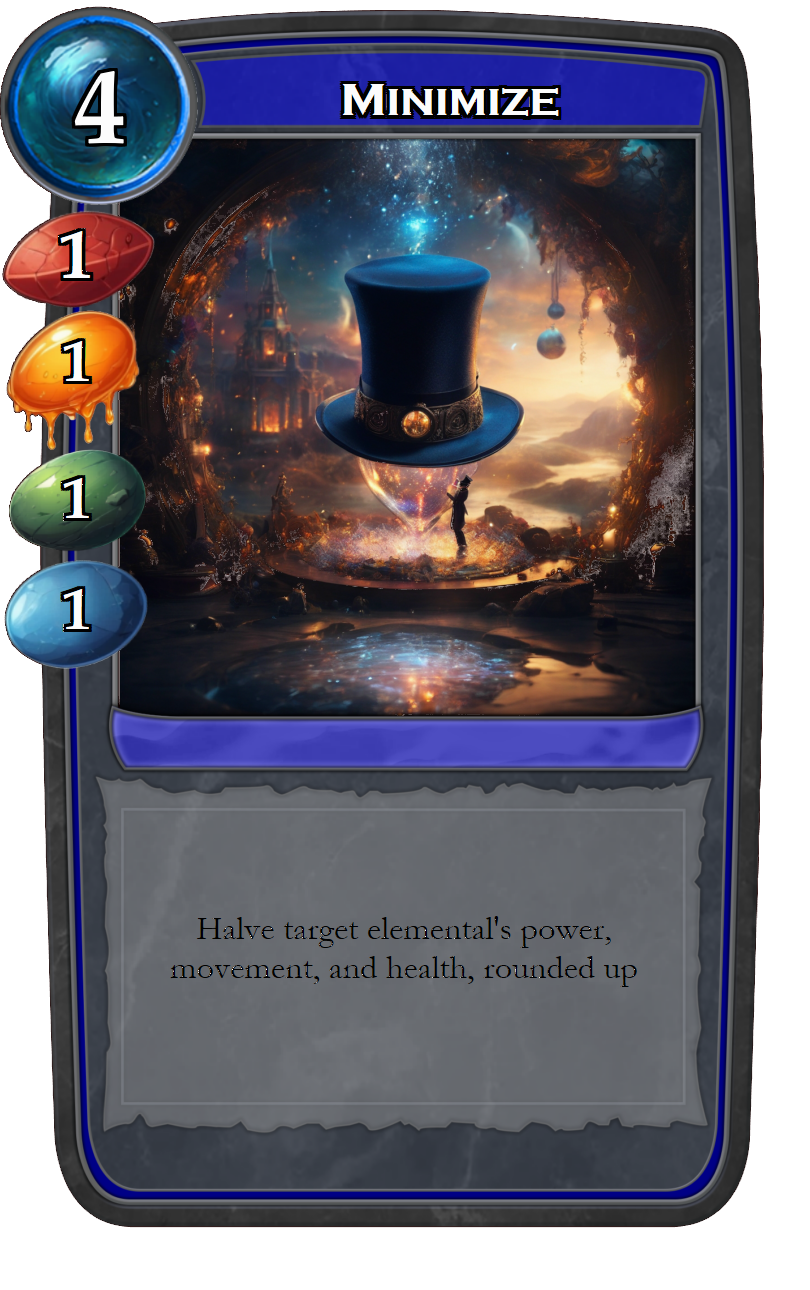 4
Minimize
1
1
1
1
Halve target elemental's power,
movement, and health, rounded up